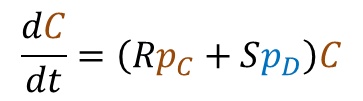 dC/dt = (Rp_C + Sp_D)C